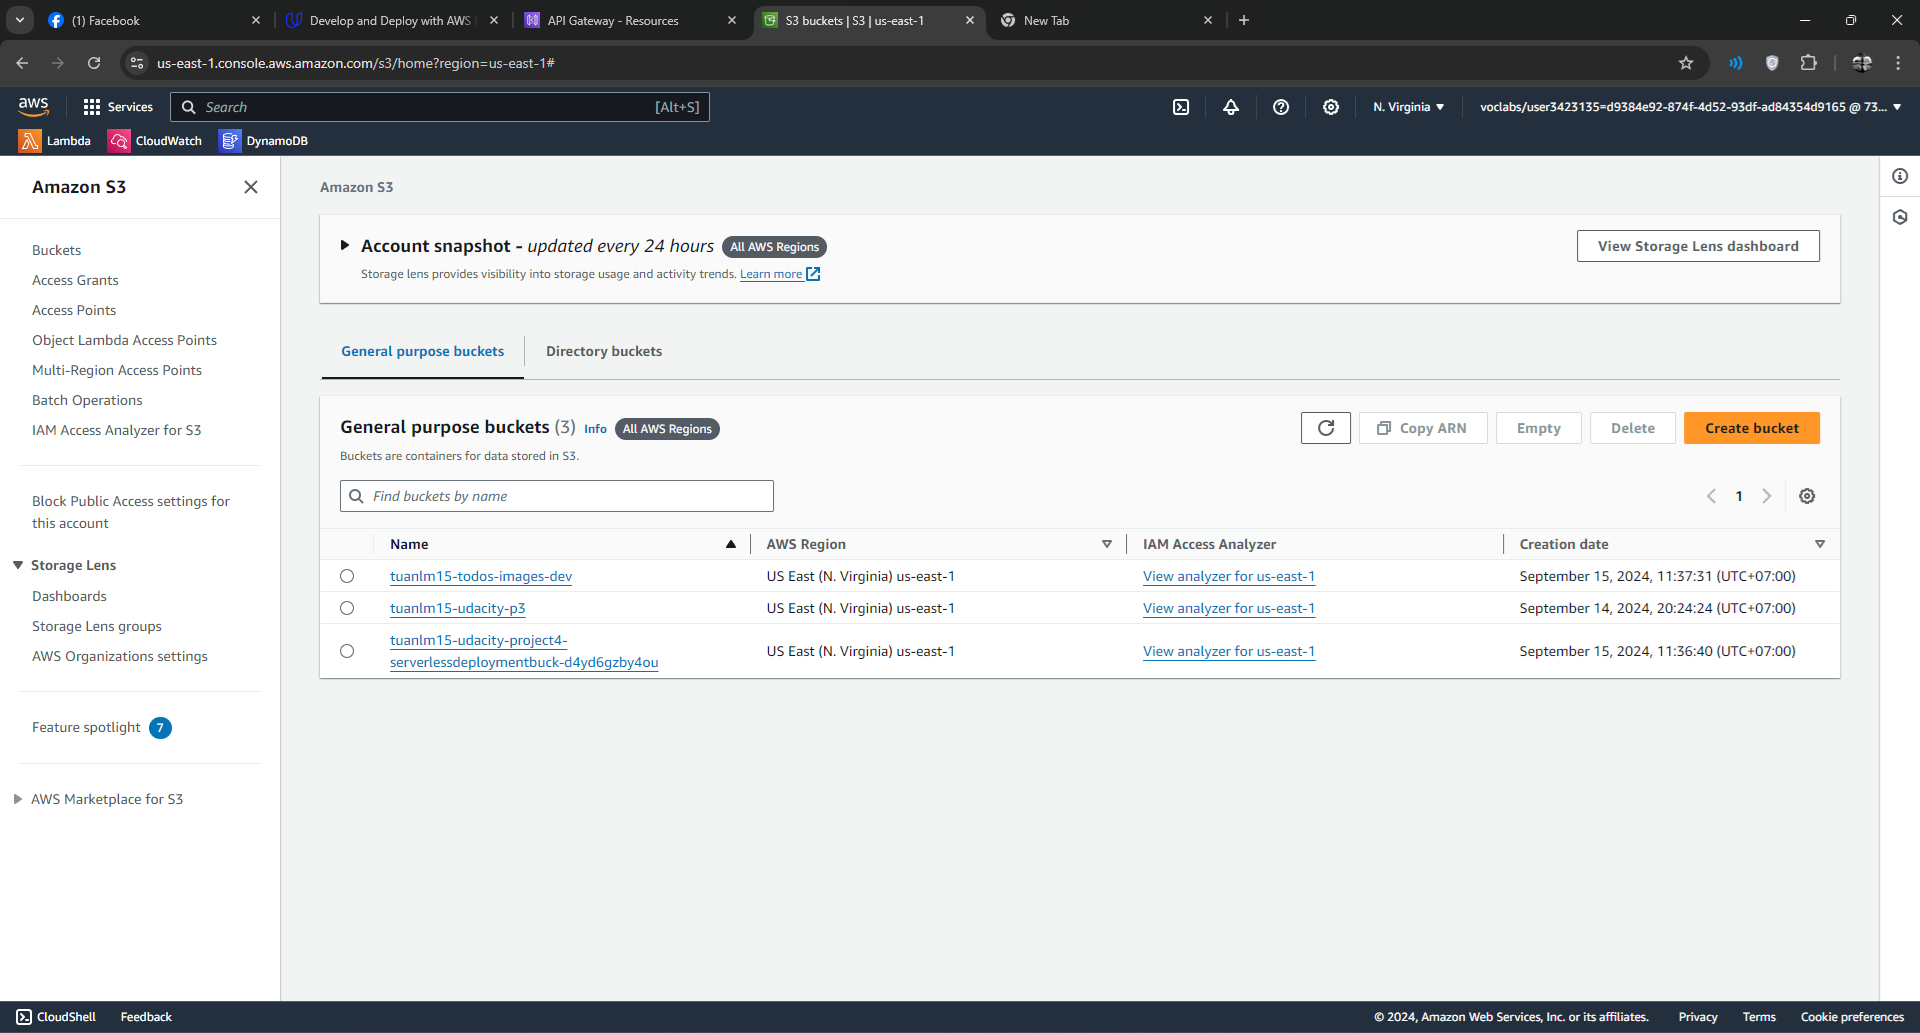 (1) Facebook
Develop and Deploy with AWS
API Gateway - Resources
S3 buckets | S3 | us-east-1
New Tab
us-east-1.console.aws.amazon.com/s3/home?region=us-east-1#
aws
Services
Search
[Alt+S]
N. Virginia
voclabs/user3423135=d9384e92-874f-4d52-93df-ad84354d9165 @ 73...
Lambda
CloudWatch
DynamoDB
Amazon S3
Buckets
Access Grants
Access Points
Object Lambda Access Points
Multi-Region Access Points
Batch Operations
IAM Access Analyzer for S3
Block Public Access settings for
this account
Storage Lens
Dashboards
Storage Lens groups
AWS Organizations settings
Feature spotlight 7
AWS Marketplace for S3
Amazon S3
Account snapshot - updated every 24 hours All AWS Regions
View Storage Lens dashboard
Storage lens provides visibility into storage usage and activity trends. Learn more
General purpose buckets
Directory buckets
General purpose buckets (3) Info All AWS Regions
Copy ARN
Empty
Delete
Create bucket
Buckets are containers for data stored in S3.
Find buckets by name
1
Name AWS Region IAM Access Analyzer Creation date
tuanlm15-todos-images-dev US East (N. Virginia) us-east-1 View analyzer for us-east-1 September 15, 2024, 11:37:31 (UTC+07:00)
tuanlm15-udacity-p3 US East (N. Virginia) us-east-1 View analyzer for us-east-1 September 14, 2024, 20:24:24 (UTC+07:00)
tuanlm15-udacity-project4-
serverlessdeploymentbuck-d4yd6gzby4ou US East (N. Virginia) us-east-1 View analyzer for us-east-1 September 15, 2024, 11:36:40 (UTC+07:00)
CloudShell
Feedback
© 2024, Amazon Web Services, Inc. or its affiliates.
Privacy
Terms
Cookie preferences